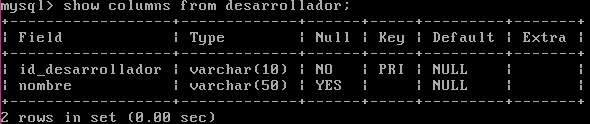 mysql> show columns from desarrollador;
+------------------+-------------+------+-----+---------+-------+
| Field            | Type        | Null | Key | Default | Extra |
+------------------+-------------+------+-----+---------+-------+
| id_desarrollador | varchar(10) | NO   | PRI | NULL    |       |
| nombre           | varchar(50) | YES  |     | NULL    |       |
+------------------+-------------+------+-----+---------+-------+
2 rows in set (0.00 sec)